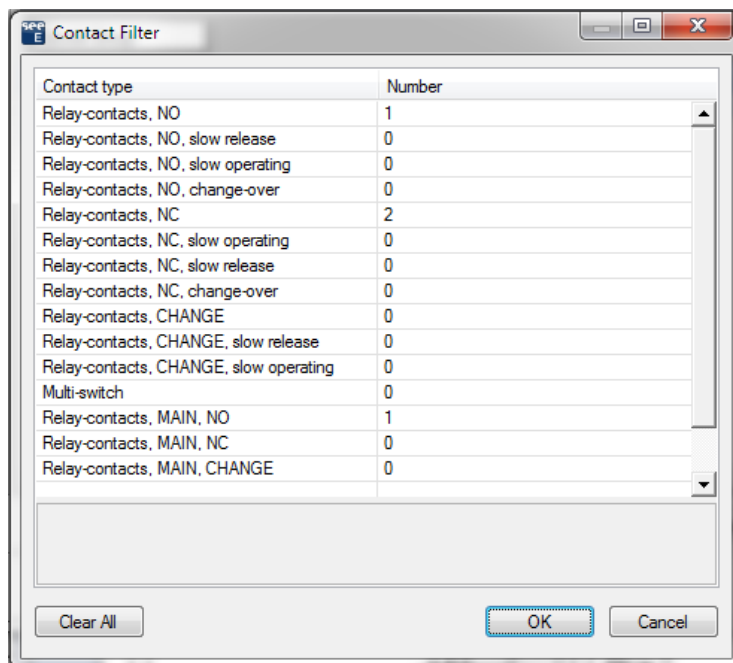 see
E
Contact Filter
Contact type Number
Relay-contacts, NO 1
Relay-contacts, NO, slow release 0
Relay-contacts, NO, slow operating 0
Relay-contacts, NO, change-over 0
Relay-contacts, NC 2
Relay-contacts, NC, slow operating 0
Relay-contacts, NC, slow release 0
Relay-contacts, NC, change-over 0
Relay-contacts, CHANGE 0
Relay-contacts, CHANGE, slow release 0
Relay-contacts, CHANGE, slow operating 0
Multi-switch 0
Relay-contacts, MAIN, NO 1
Relay-contacts, MAIN, NC 0
Relay-contacts, MAIN, CHANGE 0
Clear All OK Cancel